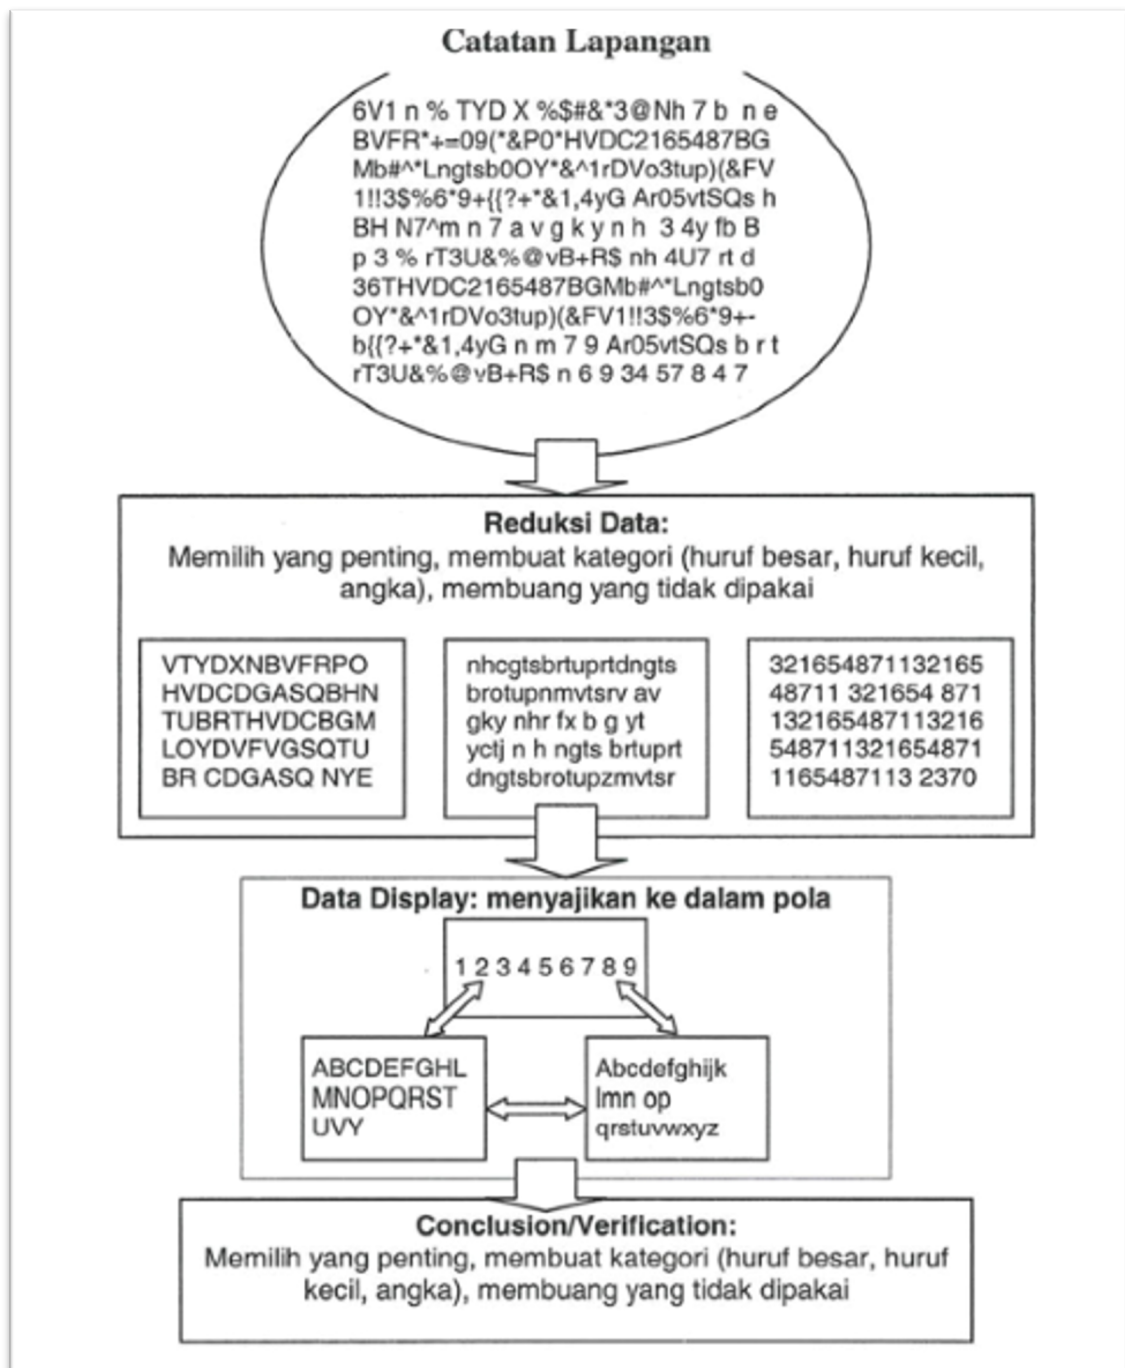 Catatan Lapangan
6V1 n % TYD X %$#&*3@Nh 7 b n e
BVFR*+=09(*&P0*HVDC2165487BG
Mb#^*Lngtsb0OY*&^1rDVo3tup)(&FV
1!!3$%6*9+{{?+*&1,4yG Ar05vtSQs h
BH N7^m n 7 a v g k y n h 3 4y fb B
p 3 % rT3U&%@vB+R$ nh 4U7 rt d
36THVDC2165487BGMb#^*Lngtsb0
OY*&^1rDVo3tup)(&FV1!!3$%6*9+-
b{{?+*&1,4yG n m 7 9 Ar05vtSQs b r t
rT3U&%@vB+R$ n 6 9 34 57 8 4 7
Reduksi Data:
Memilih yang penting, membuat kategori (huruf besar, huruf kecil,
angka), membuang yang tidak dipakai
VTYDXNBVFRPO
HVDCDGASQBHN
TUBRTHVDCBGM
LOYDVFVGSQTU
BR CDGASQ NYE
nhcgtsbrtuprtdngts
brotupnmvtsrv av
gky nhr fx b g yt
yctj n h ngts brtuprt
dngtsbrotupzmvtsr
321654871132165
48711 321654 871
132165487113216
548711321654871
1165487113 2370
Data Display: menyajikan ke dalam pola
1 2 3 4 5 6 7 8 9
ABCDEFGHL
MNOPQRST
UVY
Abcdefghijk
lmn op
qrstuvwxyz
Conclusion/Verification:
Memilih yang penting, membuat kategori (huruf besar, huruf
kecil, angka), membuang yang tidak dipakai